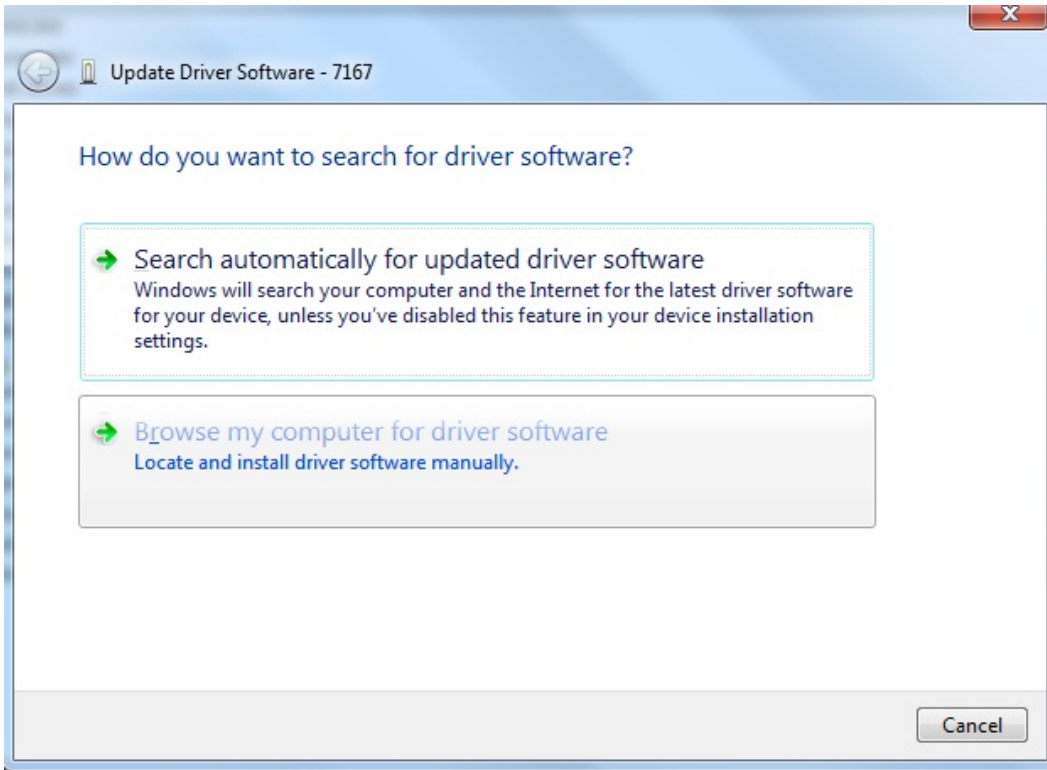 X
Update Driver Software - 7167
How do you want to search for driver software?
Search automatically for updated driver software
Windows will search your computer and the Internet for the latest driver software
for your device, unless you've disabled this feature in your device installation
settings.
Browse my computer for driver software
Locate and install driver software manually.
Cancel